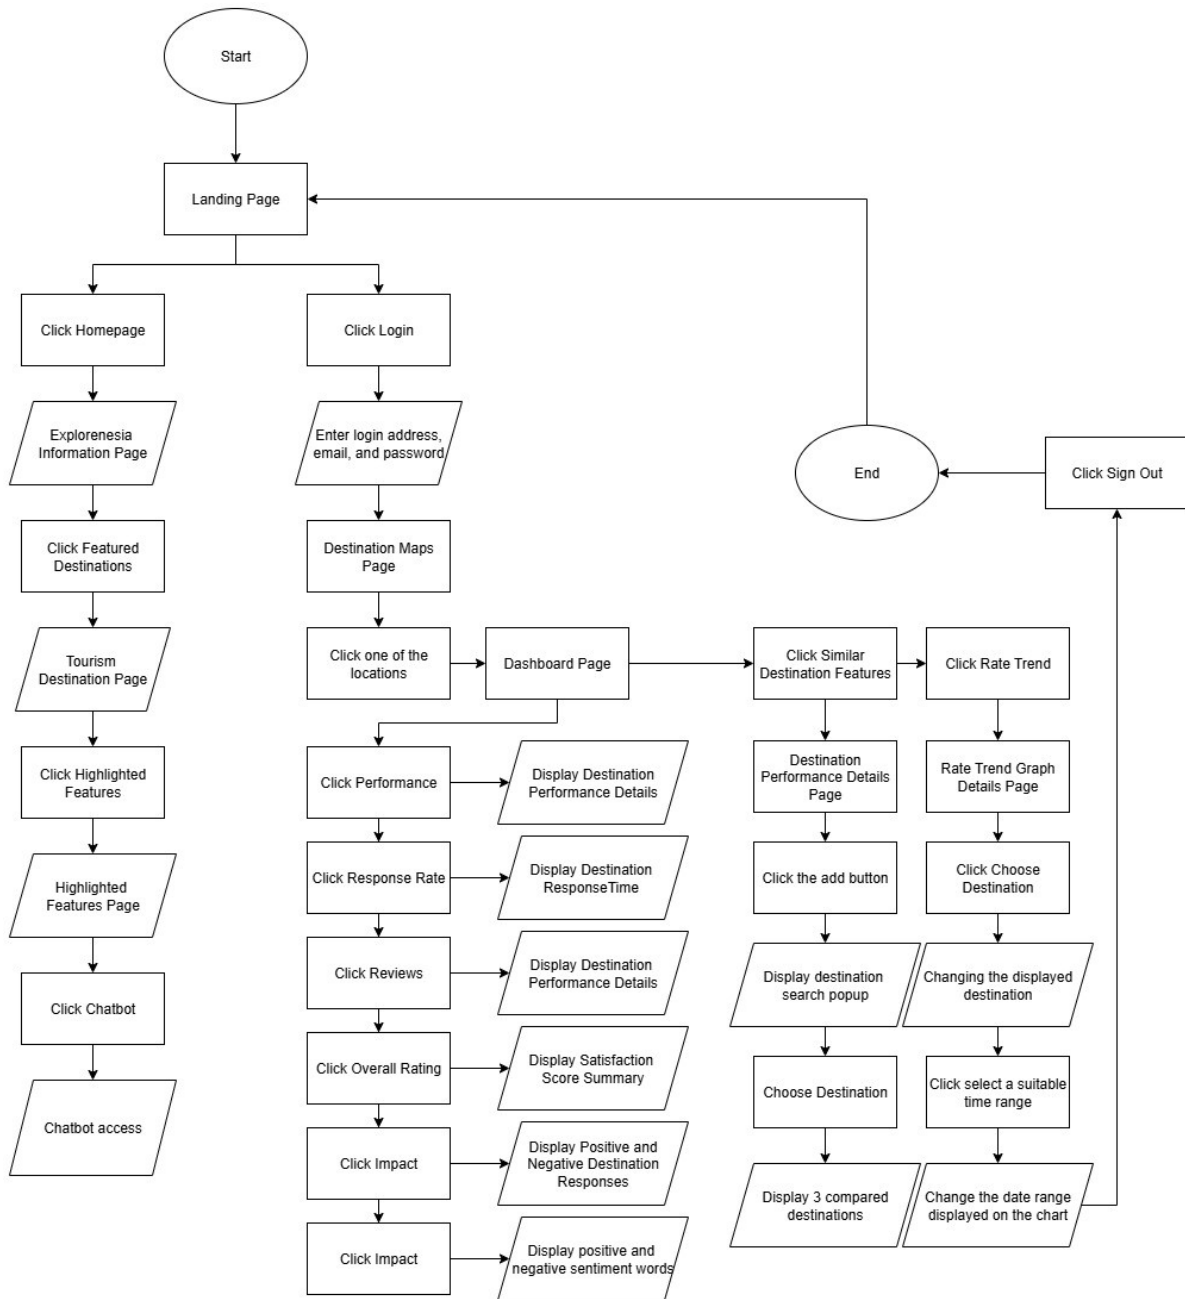 Start
Landing Page
Click Homepage
Click Login
Explorenesia
Information Page
Enter login address,
email, and password
End
Click Sign Out
Click Featured
Destinations
Destination Maps
Page
Tourism
Destination Page
Click one of the
locations
Dashboard Page
Click Similar
Destination Features
Click Rate Trend
Click Highlighted
Features
Click Performance
Display Destination
Performance Details
Destination
Performance Details
Page
Rate Trend Graph
Details Page
Highlighted
Features Page
Click Response Rate
Display Destination
ResponseTime
Click the add button
Click Choose
Destination
Click Chatbot
Click Reviews
Display Destination
Performance Details
Display destination
search popup
Changing the displayed
destination
Chatbot access
Click Overall Rating
Display Satisfaction
Score Summary
Choose Destination
Click select a suitable
time range
Click Impact
Display Positive and
Negative Destination
Responses
Display 3 compared
destinations
Change the date range
displayed on the chart
Click Impact
Display positive and
negative sentiment words